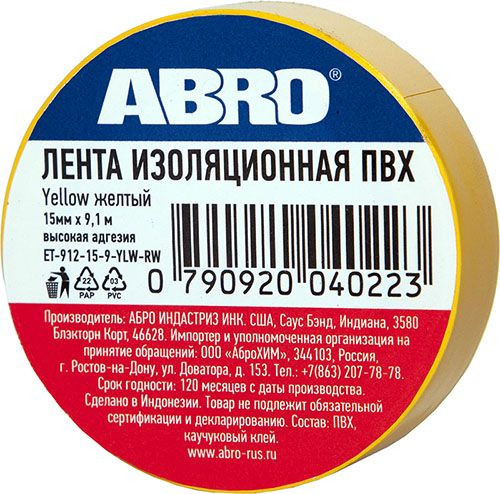 ABRO®
ЛЕНТА ИЗОЛЯЦИОННАЯ ПВХ
Yellow желтый
15мм х 9,1 м
высокая адгезия
ET-912-15-9-YLW-RW
22
PAP
03
PVC
0 790920 040223
Производитель: АБРО ИНДАСТРИЗ ИНК. США, Саус Бэнд, Индиана, 3580
Блэкторн Корт, 46628. Импортер и уполномоченная организация на
принятие обращений: ООО «АброХИМ», 344103, Россия,
г. Ростов-на-Дону, ул. Доватора, д. 153. Тел.:+7(863) 207-78-78.
Срок годности: 120 месяцев с даты производства.
Сделано в Индонезии. Товар не подлежит обязательной
сертификации и декларированию. Состав: ПВХ,
каучуковый клей.
www.abro-rus.ru